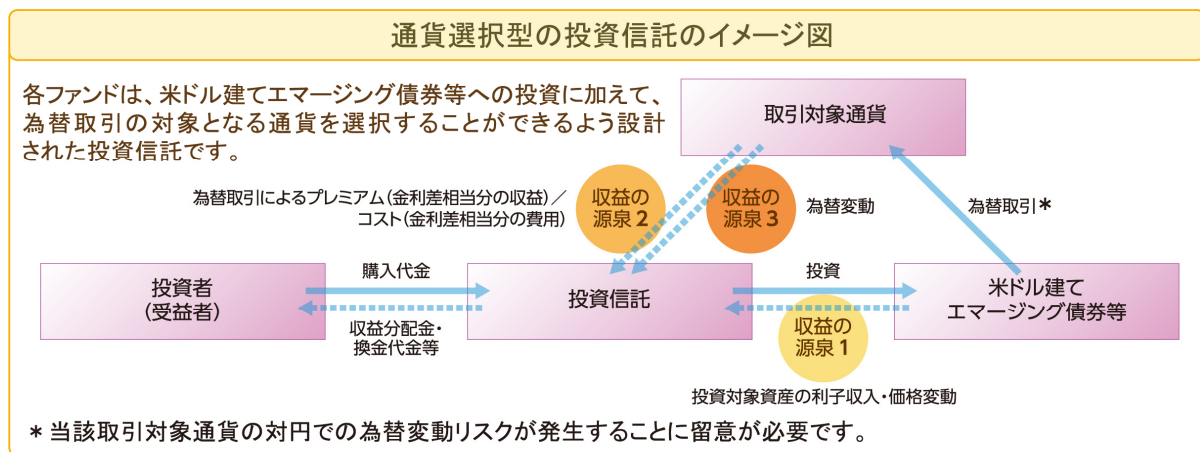 通貨選択型の投資信託のイメージ図
各ファンドは、米ドル建てエマージング債券等への投資に加えて、
為替取引の対象となる通貨を選択することができるよう設計
された投資信託です。
取引対象通貨
為替取引によるプレミアム(金利差相当分の収益)/
コスト(金利差相当分の費用)
収益の
源泉2
収益の
源泉3
為替変動
為替取引*
投資者
(受益者)
購入代金
収益分配金・
換金代金等
投資信託
投資
収益の
源泉1
米ドル建て
エマージング債券等
投資対象資産の利子収入・価格変動
*当該取引対象通貨の対円での為替変動リスクが発生することに留意が必要です。